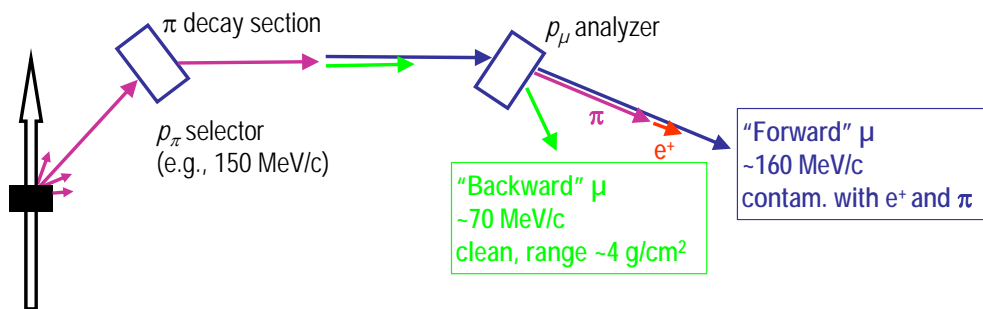 π decay section
p_μ analyzer
p_π selector
(e.g., 150 MeV/c)
π
e⁺
“Forward” μ
~160 MeV/c
contam. with e⁺ and π
“Backward” μ
~70 MeV/c
clean, range ~4 g/cm²